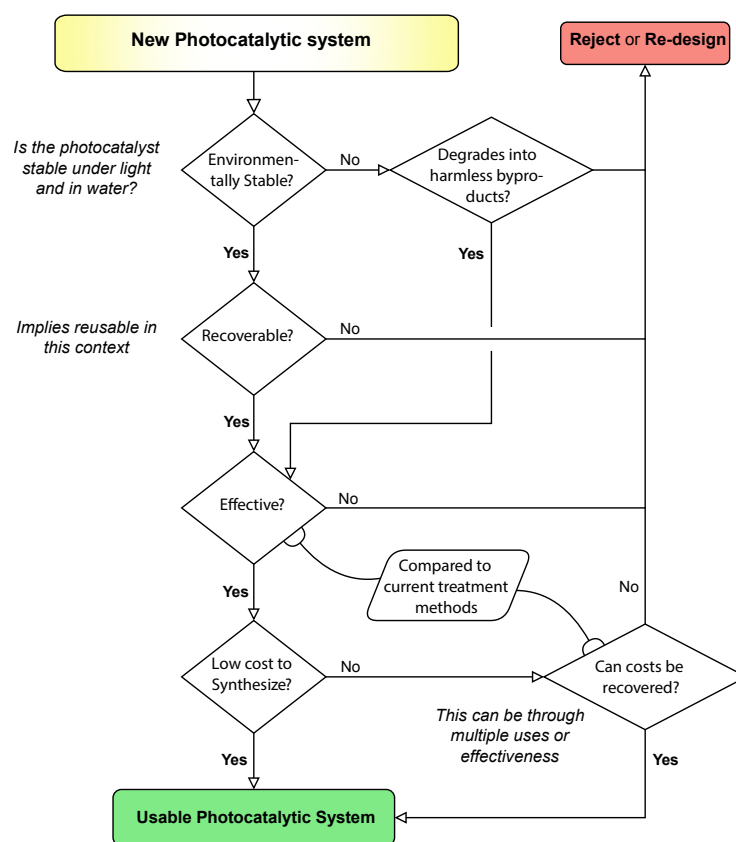 New Photocatalytic system
Reject or Re-design
Is the photocatalyst
stable under light
and in water?
Environmen-
tally Stable?
No
Degrades into
harmless bypro-
ducts?
Yes
Yes
Implies reusable in
this context
Recoverable?
No
Yes
Effective?
No
Compared to
current treatment
methods
No
Yes
Low cost to
Synthesize?
No
Can costs be
recovered?
This can be through
multiple uses or
effectiveness
Yes
Yes
Usable Photocatalytic System